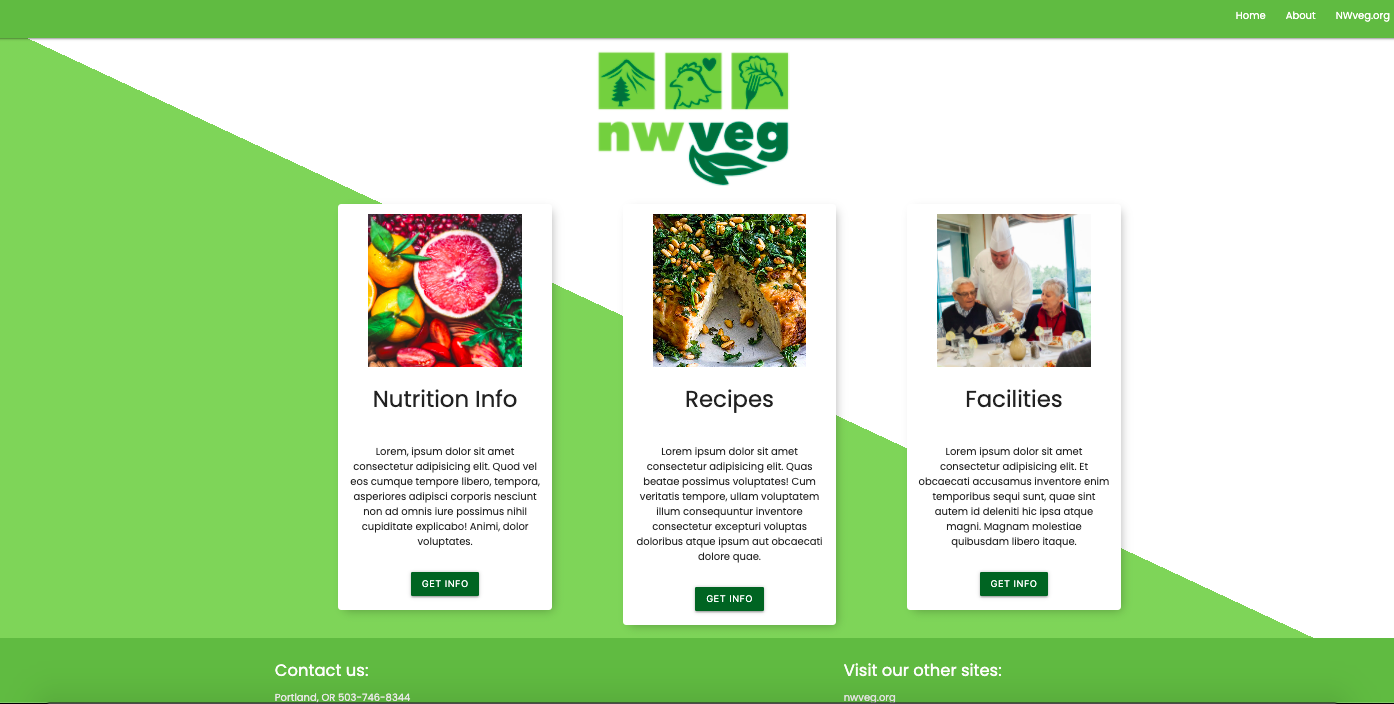 Home About NWveg.org
nwveg
Nutrition Info
Lorem, ipsum dolor sit amet
consectetur adipisicing elit. Quod vel
eos cumque tempore libero, tempora,
asperiores adipisci corporis nesciunt
non ad omnis iure possimus nihil
cupiditate explicabo! Animi, dolor
voluptates.
GET INFO
Recipes
Lorem ipsum dolor sit amet
consectetur adipisicing elit. Quas
beatae possimus voluptates! Cum
veritatis tempore, ullam voluptatem
illum consequuntur inventore
consectetur excepturi voluptas
doloribus atque ipsum aut obcaecati
dolore quae.
GET INFO
Facilities
Lorem ipsum dolor sit amet
consectetur adipisicing elit. Et
obcaecati accusamus inventore enim
temporibus sequi sunt, quae sint
autem id deleniti hic ipsa atque
magni. Magnam molestiae
quibusdam libero itaque.
GET INFO
Contact us:
Portland, OR 503-746-8344
Visit our other sites:
nwveg.org